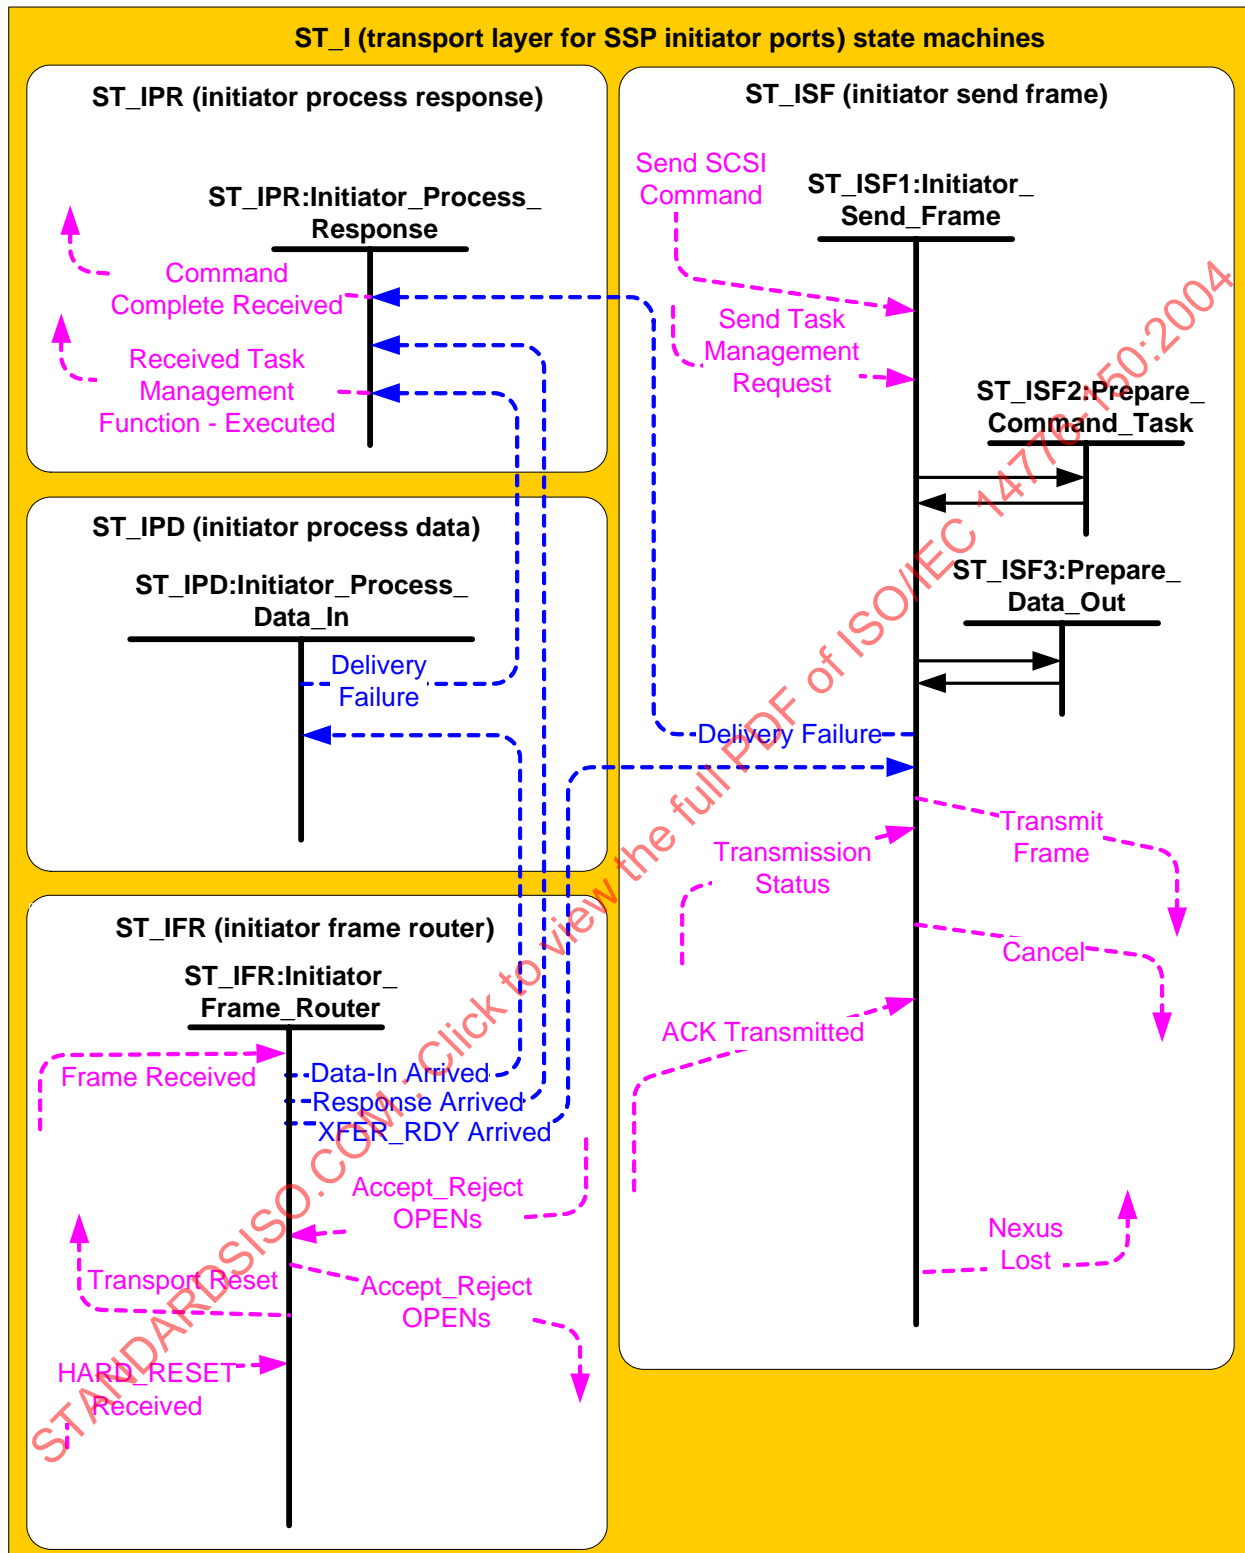 ST_I (transport layer for SSP initiator ports) state machines
ST_IPR (initiator process response)
ST_IPR:Initiator_Process_
Response
Command
Complete Received
Received Task
Management
Function - Executed
ST_IPD (initiator process data)
ST_IPD:Initiator_Process_
Data_In
Delivery
Failure
ST_IFR (initiator frame router)
ST_IFR:Initiator_
Frame_Router
Frame Received
Data-In Arrived
Response Arrived
XFER_RDY Arrived
Accept_Reject
OPENs
Transport Reset
Accept_Reject
OPENs
HARD_RESET
Received
ST_ISF (initiator send frame)
Send SCSI
Command
ST_ISF1:Initiator_
Send_Frame
Send Task
Management
Request
ST_ISF2:Prepare_
Command_Task
ST_ISF3:Prepare_
Data_Out
Delivery Failure
Transmit
Frame
Transmission
Status
Cancel
ACK Transmitted
Nexus
Lost
STANDARDSISO.COM : Click to view the full PDF of ISO/IEC 14776-150:2004